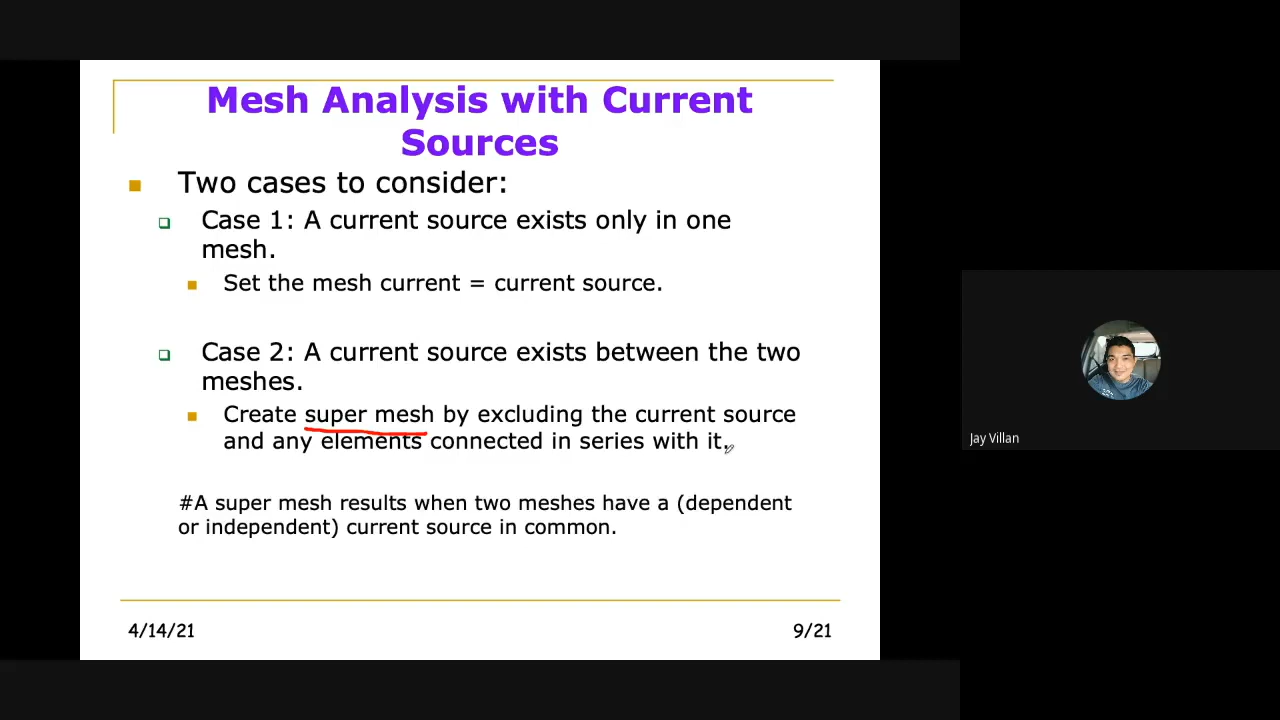 Mesh Analysis with Current
Sources
Two cases to consider:
Case 1: A current source exists only in one
mesh.
Set the mesh current = current source.
Case 2: A current source exists between the two
meshes.
Create super mesh by excluding the current source
and any elements connected in series with it.
#A super mesh results when two meshes have a (dependent
or independent) current source in common.
4/14/21
9/21
Jay Villan